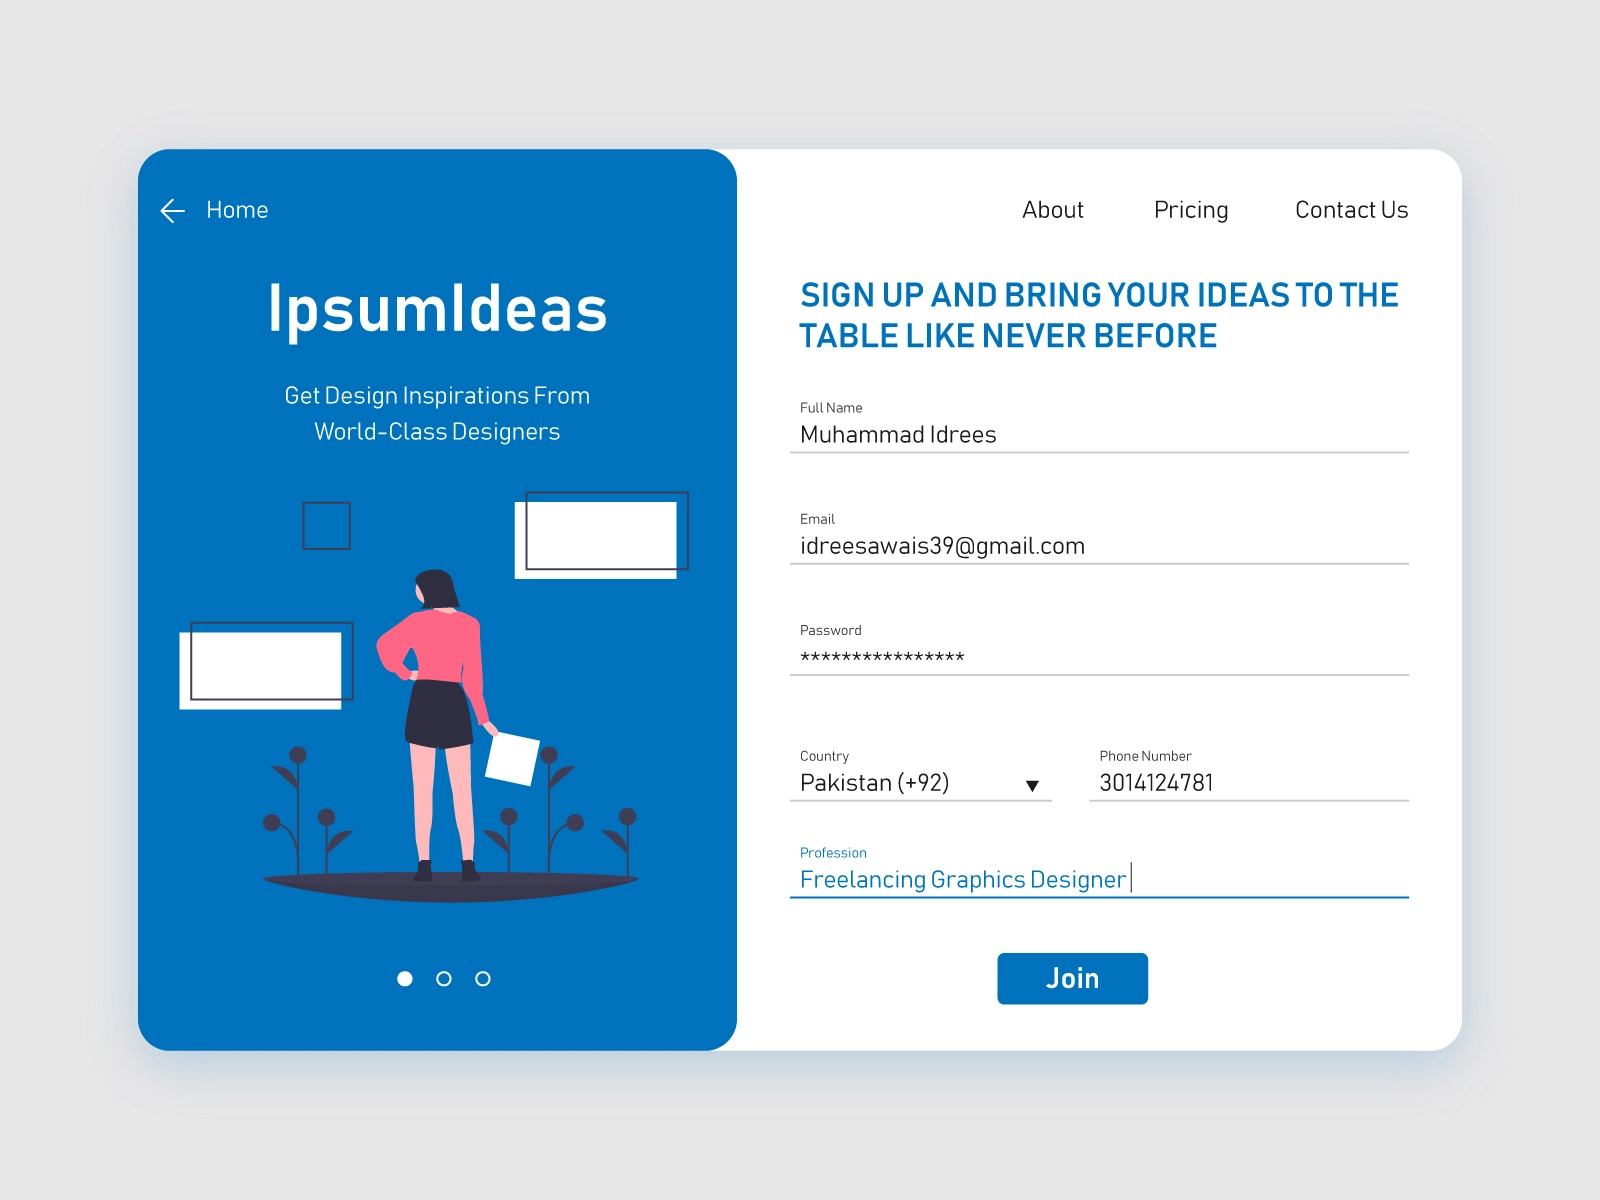 Home
IpsumIdeas
Get Design Inspirations From
World-Class Designers
About Pricing Contact Us
SIGN UP AND BRING YOUR IDEAS TO THE
TABLE LIKE NEVER BEFORE
Full Name
Muhammad Idrees
Email
idreesawais39@gmail.com
Password
****************
Country Phone Number
Pakistan (+92) 3014124781
Profession
Freelancing Graphics Designer
Join